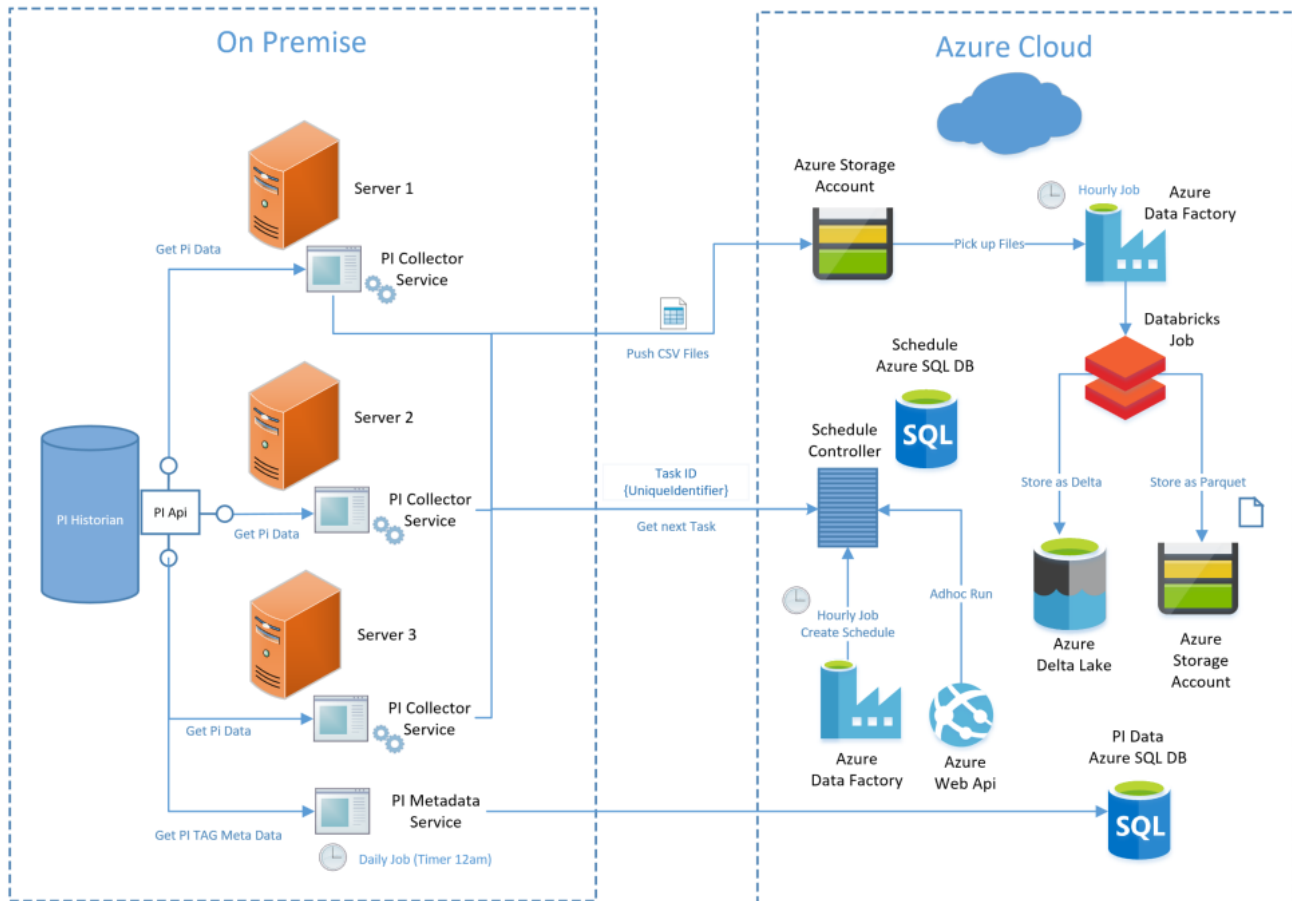 On Premise
Server 1
Get Pi Data
PI Collector
Service
Server 2
PI Historian
PI Api
Get Pi Data
PI Collector
Service
Server 3
Get Pi Data
PI Collector
Service
Get PI TAG Meta Data
PI Metadata
Service
Daily Job (Timer 12am)
Push CSV Files
Task ID
{UniqueIdentifier}
Get next Task
Azure Cloud
Azure Storage
Account
Pick up Files
Hourly Job
Azure
Data Factory
Databricks
Job
Schedule
Azure SQL DB
SQL
Schedule
Controller
Store as Delta
Store as Parquet
Azure
Delta Lake
Azure
Storage
Account
Hourly Job
Create Schedule
Adhoc Run
Azure
Data Factory
Azure
Web Api
PI Data
Azure SQL DB
SQL